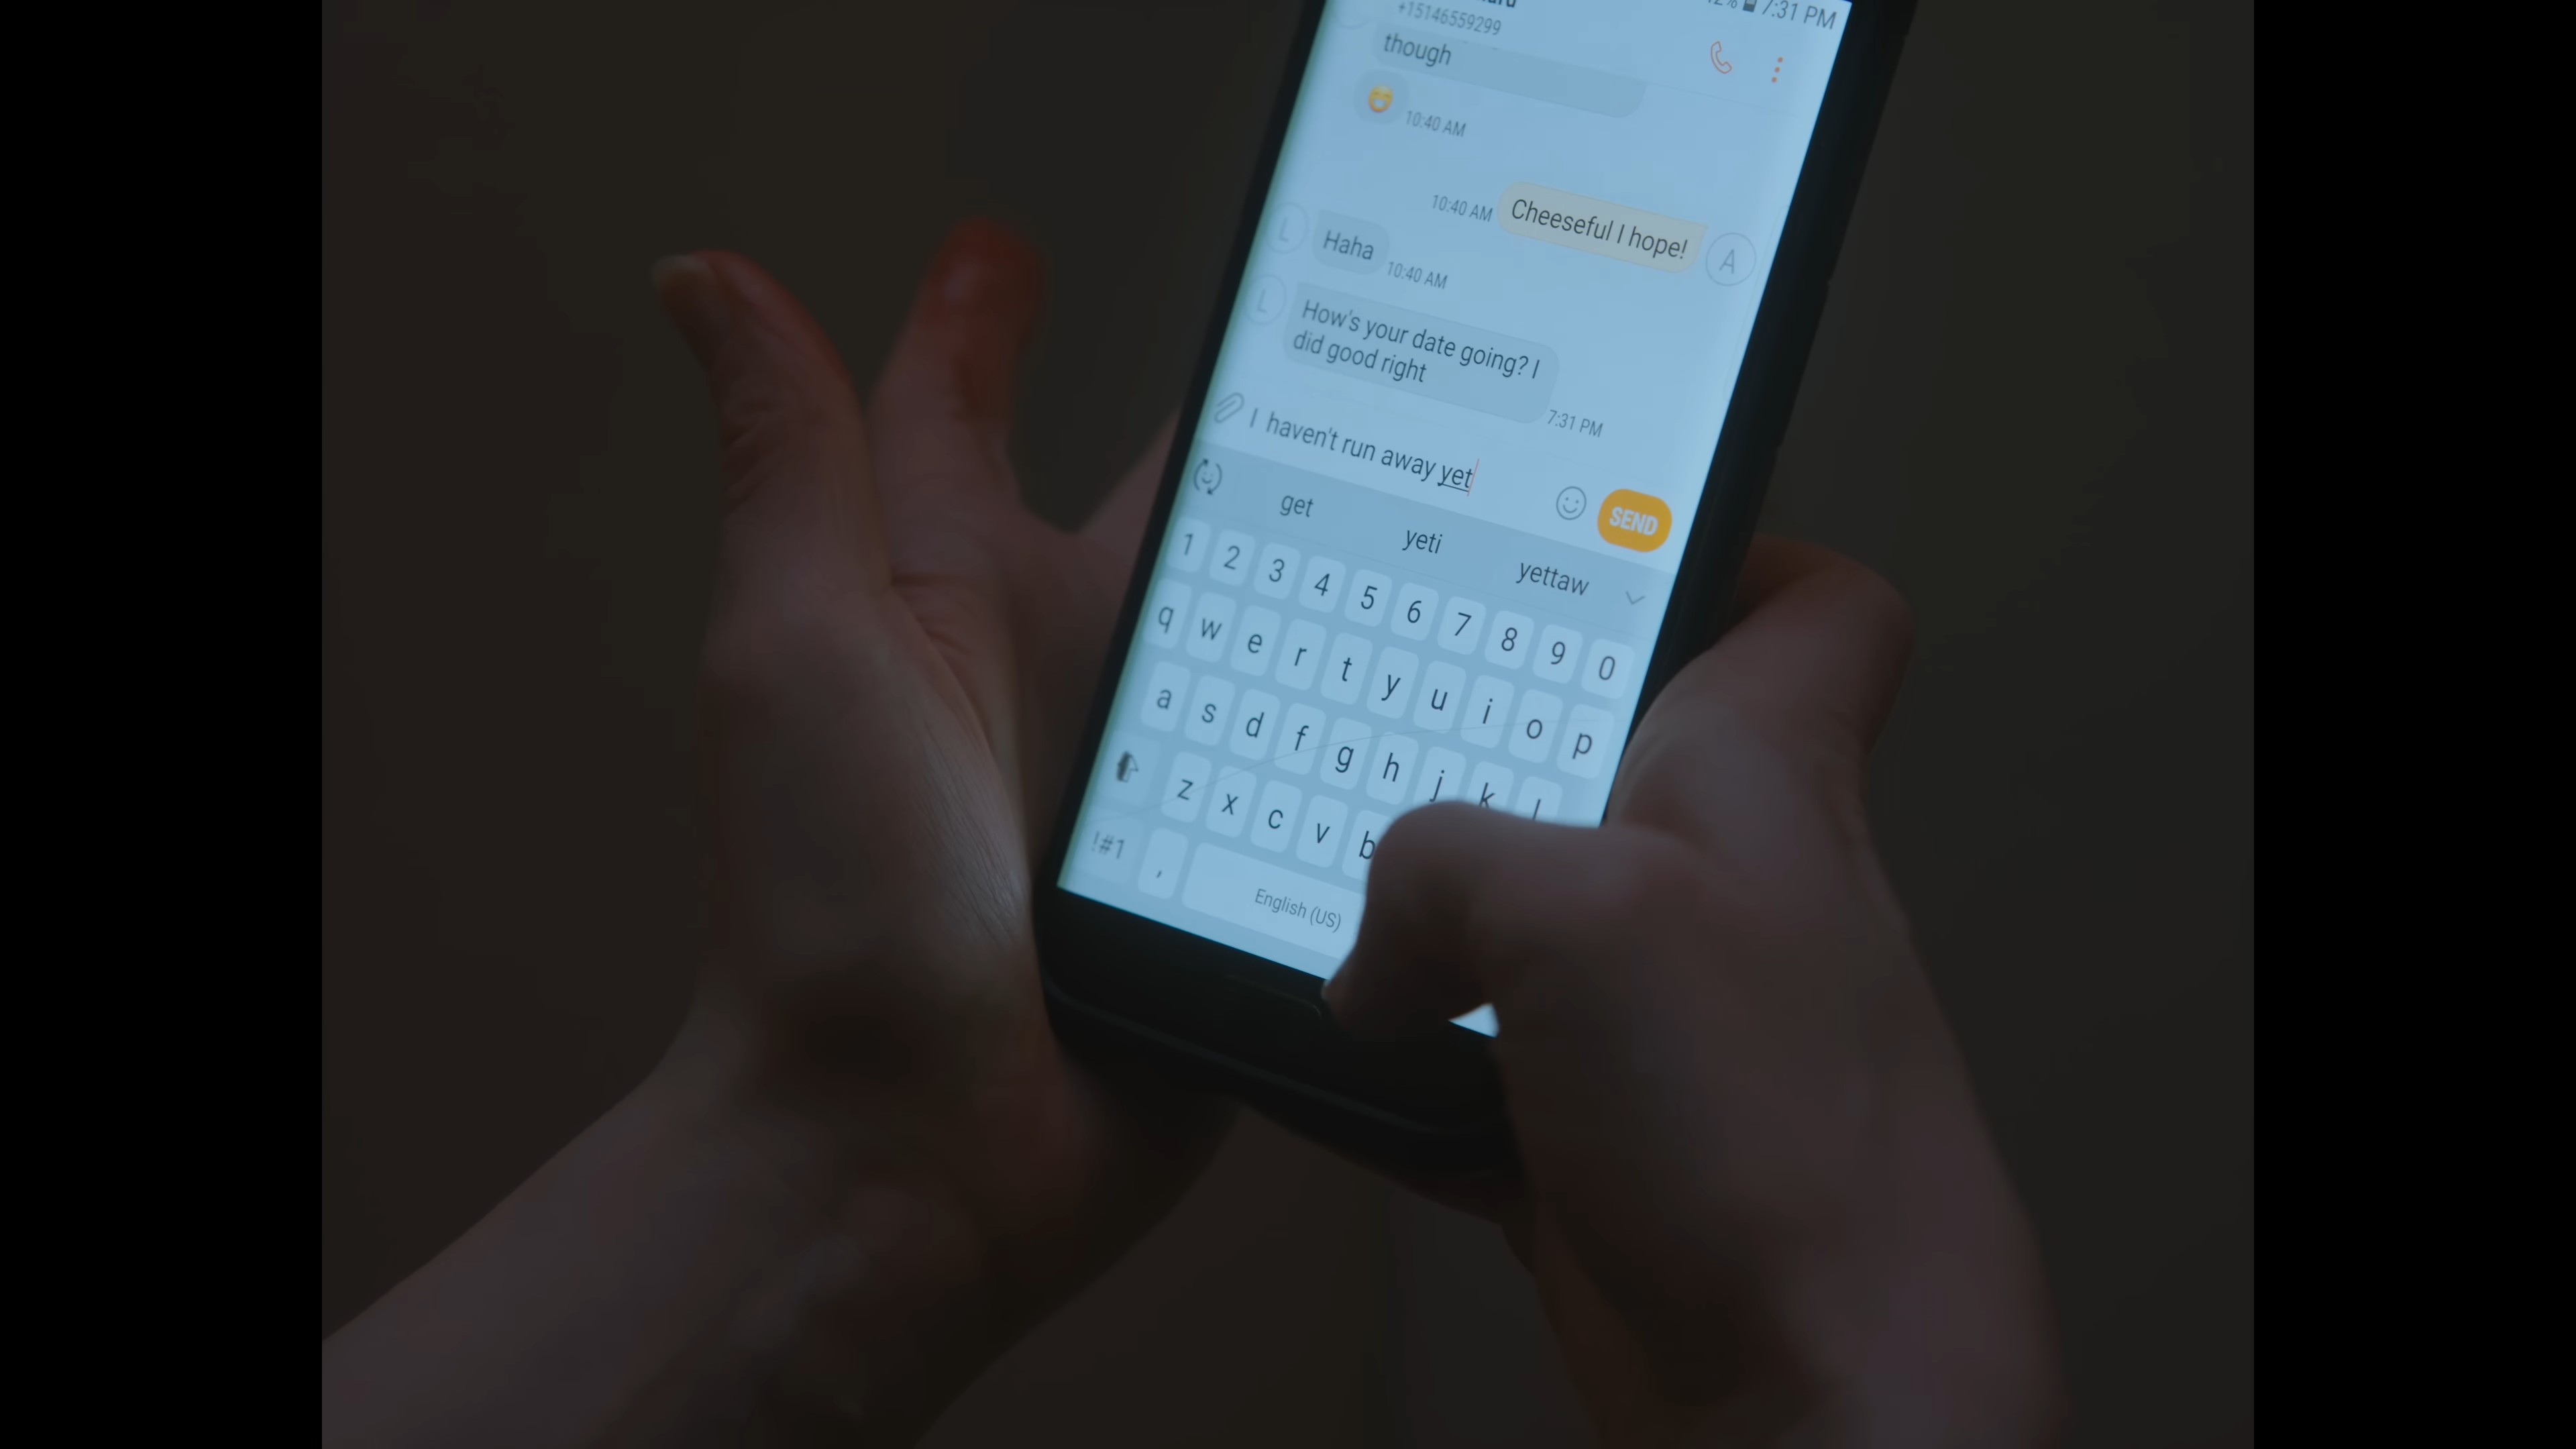 7:31 PM
+15146559299
though
10:40 AM
10:40 AM Cheeseful I hope! A
L Haha 10:40 AM
L How's your date going? I
did good right
7:31 PM
I haven't run away yet
SEND
get yeti yettaw
1 2 3 4 5 6 7 8 9 0
q w e r t y u i o p
a s d f g h j k l
z x c v b
!#1 , English (US)